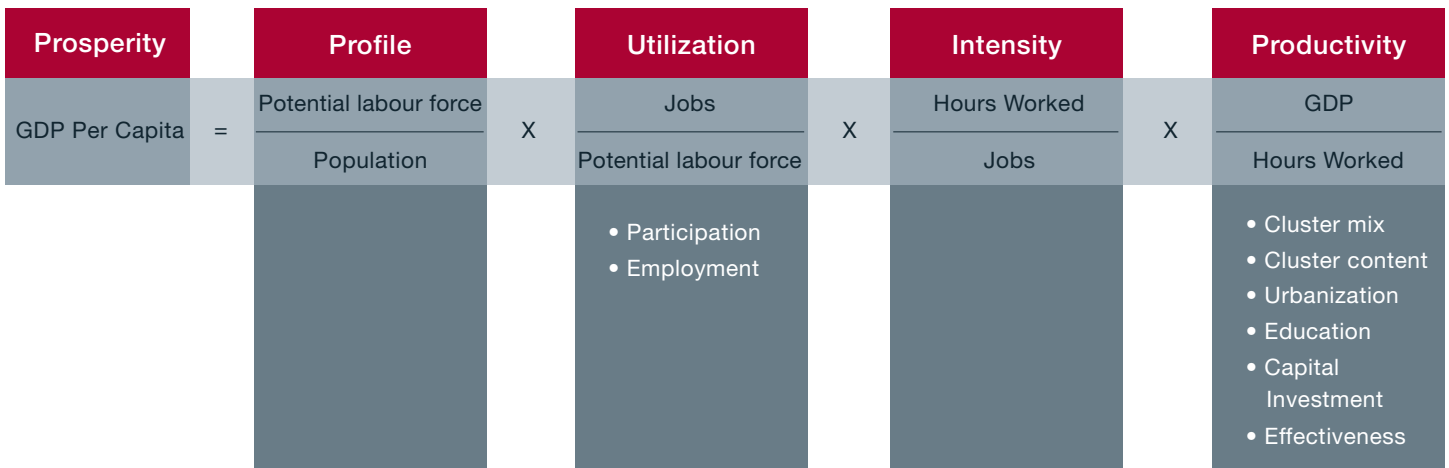 Prosperity
Profile
Utilization
Intensity
Productivity
GDP Per Capita
=
Potential labour force
Population
X
Jobs
Potential labour force
X
Hours Worked
Jobs
X
GDP
Hours Worked
• Participation
• Employment
• Cluster mix
• Cluster content
• Urbanization
• Education
• Capital
Investment
• Effectiveness